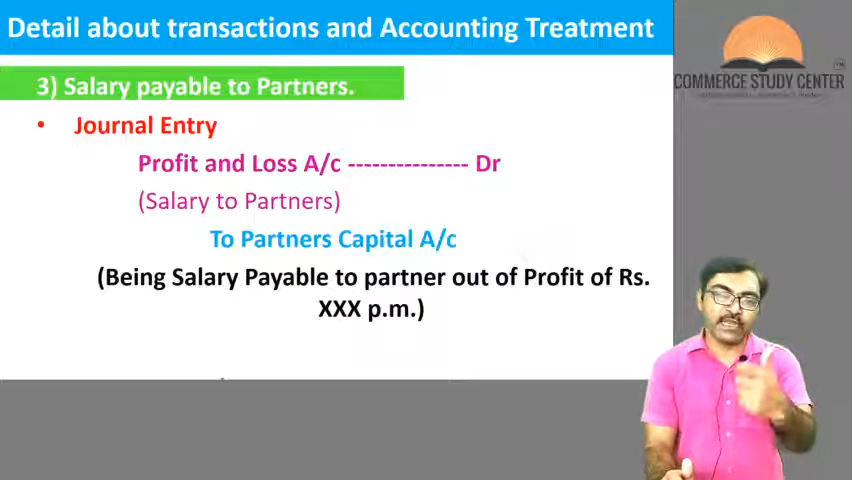 Detail about transactions and Accounting Treatment
COMMERCE STUDY CENTER
3) Salary payable to Partners.
• Journal Entry
Profit and Loss A/c --------------- Dr
(Salary to Partners)
To Partners Capital A/c
(Being Salary Payable to partner out of Profit of Rs.
XXX p.m.)